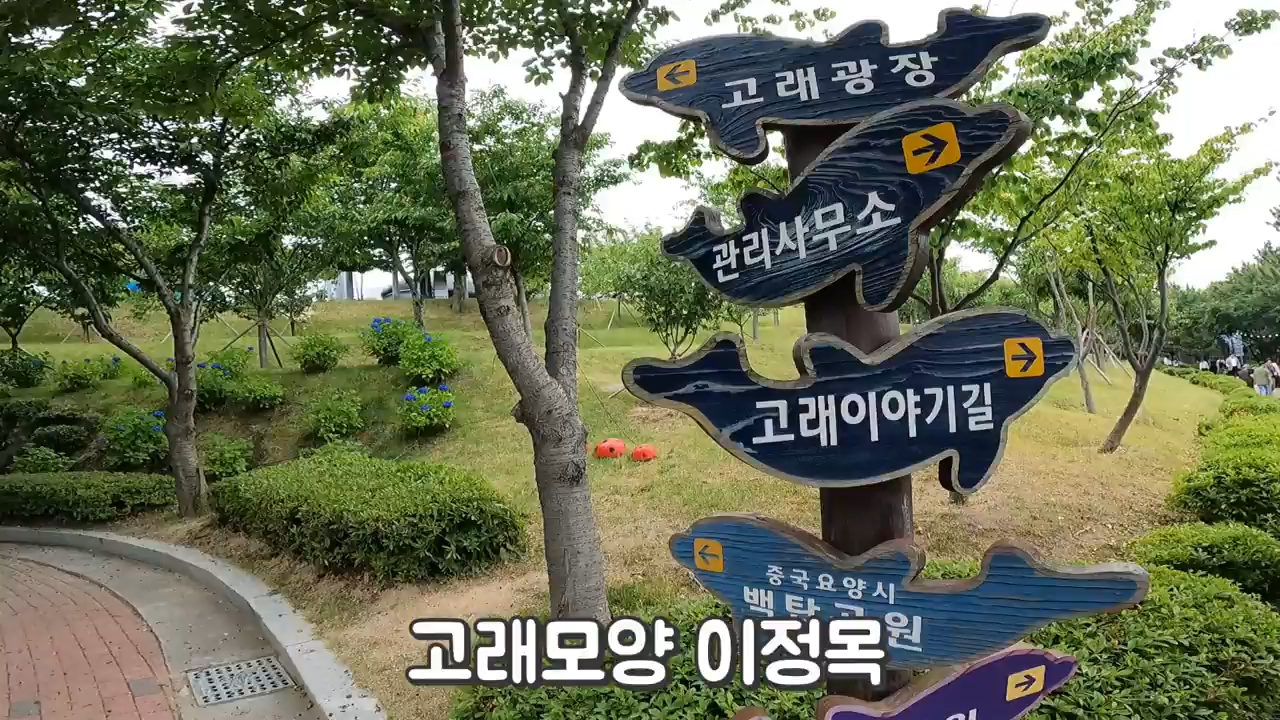 고래광장
관리사무소
고래이야기길
중국요양시
백탑공원
고래모양 이정목